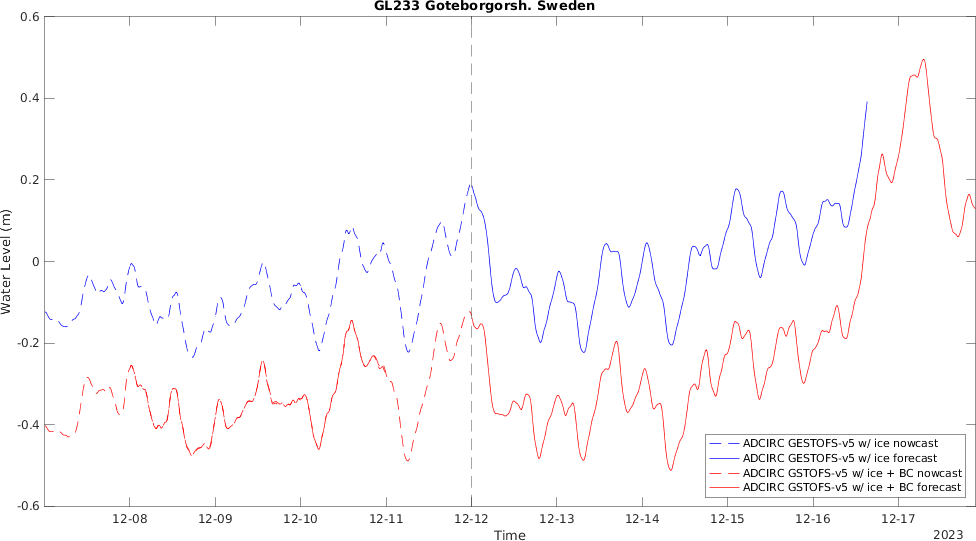 GL233 Goteborgorsh. Sweden
0.6
0.4
0.2
0
-0.2
-0.4
-0.6
Water Level (m)
12-08
12-09
12-10
12-11
12-12
12-13
12-14
12-15
12-16
12-17
Time
2023
ADCIRC GESTOFS-v5 w/ ice nowcast
ADCIRC GESTOFS-v5 w/ ice forecast
ADCIRC GSTOFS-v5 w/ ice + BC nowcast
ADCIRC GSTOFS-v5 w/ ice + BC forecast